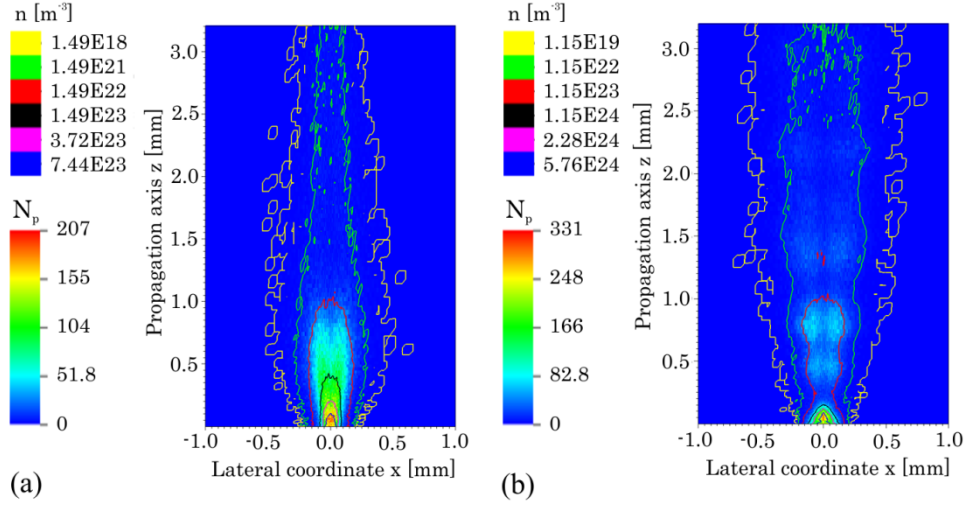 n [m⁻³]
1.49E18
1.49E21
1.49E22
1.49E23
3.72E23
7.44E23
Nₚ
207
155
104
51.8
0
Propagation axis z [mm]
3.0
2.5
2.0
1.5
1.0
0.5
-1.0 -0.5 0.0 0.5 1.0
Lateral coordinate x [mm]
(a)
n [m⁻³]
1.15E19
1.15E22
1.15E23
1.15E24
2.28E24
5.76E24
Nₚ
331
248
166
82.8
0
Propagation axis z [mm]
3.0
2.5
2.0
1.5
1.0
0.5
-1.0 -0.5 0.0 0.5 1.0
Lateral coordinate x [mm]
(b)